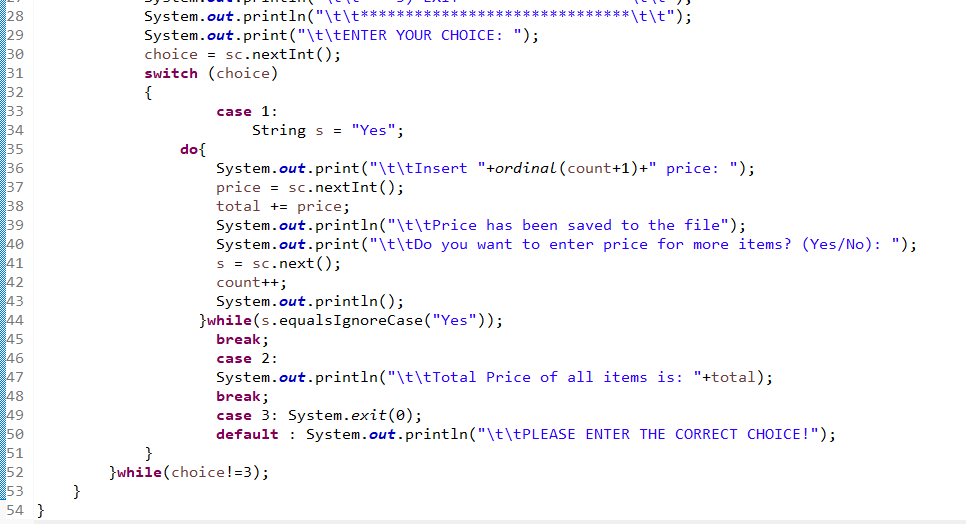 28 System.out.println("\t\t******************************\t\t");
29 System.out.print("\t\tENTER YOUR CHOICE: ");
30 choice = sc.nextInt();
31 switch (choice)
32 {
33 case 1:
34 String s = "Yes";
35 do{
36 System.out.print("\t\tInsert "+ordinal(count+1)+" price: ");
37 price = sc.nextInt();
38 total += price;
39 System.out.println("\t\tPrice has been saved to the file");
40 System.out.print("\t\tDo you want to enter price for more items? (Yes/No): ");
41 s = sc.next();
42 count++;
43 System.out.println();
44 }while(s.equalsIgnoreCase("Yes"));
45 break;
46 case 2:
47 System.out.println("\t\tTotal Price of all items is: "+total);
48 break;
49 case 3: System.exit(0);
50 default : System.out.println("\t\tPLEASE ENTER THE CORRECT CHOICE!");
51 }
52 }while(choice!=3);
53 }
54 }